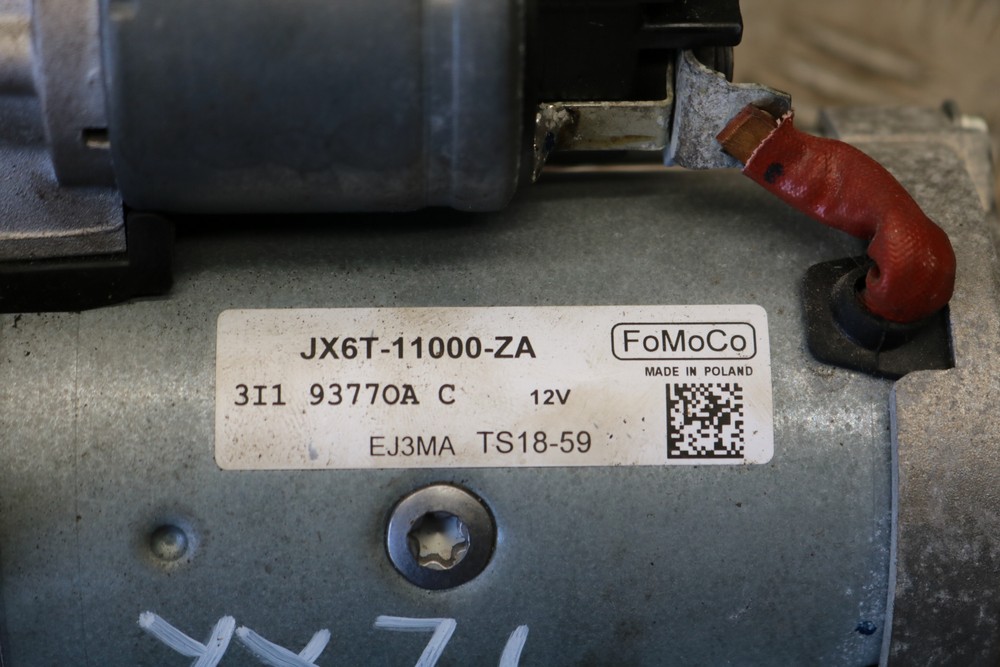 JX6T-11000-ZA
FoMoCo
MADE IN POLAND
3I1 93770A C
12V
EJ3MA TS18-59